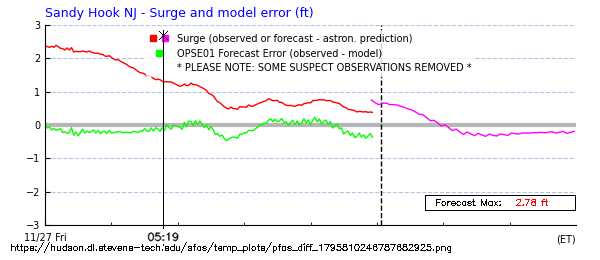 Sandy Hook NJ - Surge and model error (ft)
3
Surge (observed or forecast - astron. prediction)
OPSE01 Forecast Error (observed - model)
* PLEASE NOTE: SOME SUSPECT OBSERVATIONS REMOVED *
2
1
0
−1
−2
Forecast Max: 2.78 ft
−3
11/27 Fri
05:19
(ET)
https://hudson.dl.stevens-tech.edu/sfas/temp_plots/pfas_diff_1795810246787682925.png